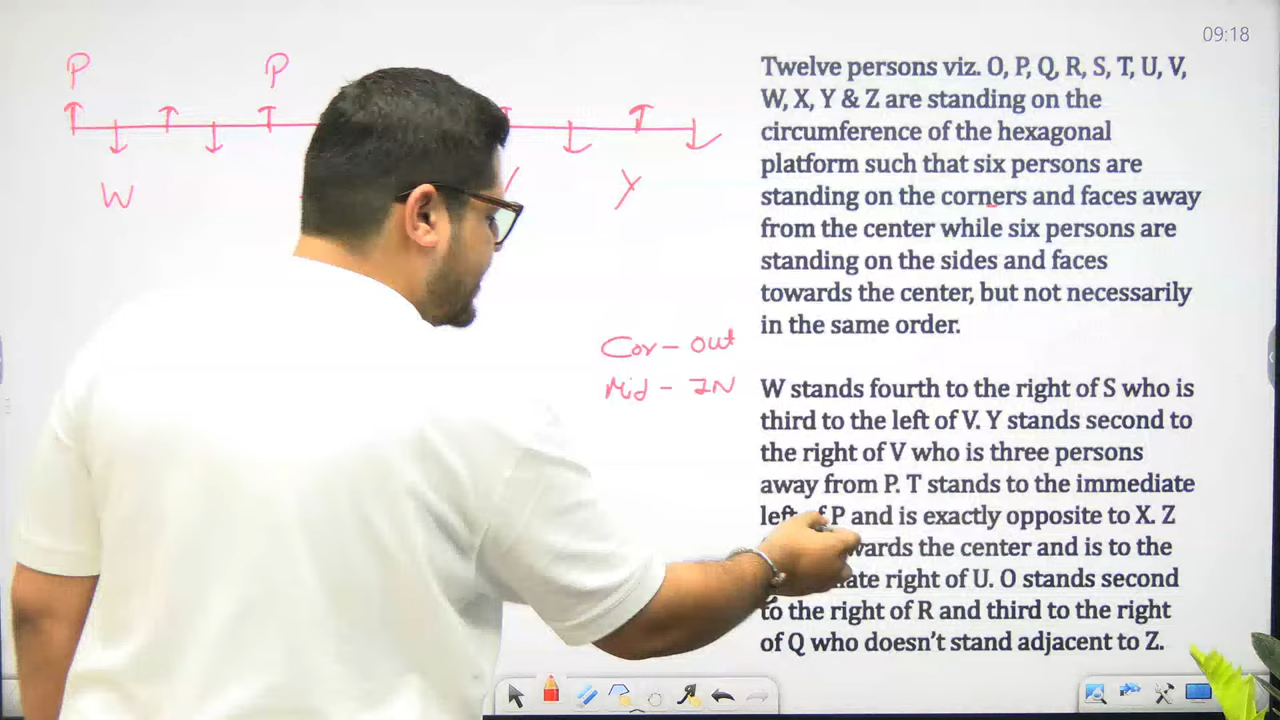 09:18
P P
W Y
Cor - out
Mid - IN
Twelve persons viz. O, P, Q, R, S, T, U, V,
W, X, Y & Z are standing on the
circumference of the hexagonal
platform such that six persons are
standing on the corners and faces away
from the center while six persons are
standing on the sides and faces
towards the center, but not necessarily
in the same order.
W stands fourth to the right of S who is
third to the left of V. Y stands second to
the right of V who is three persons
away from P. T stands to the immediate
left of P and is exactly opposite to X. Z
wards the center and is to the
ate right of U. O stands second
to the right of R and third to the right
of Q who doesn't stand adjacent to Z.